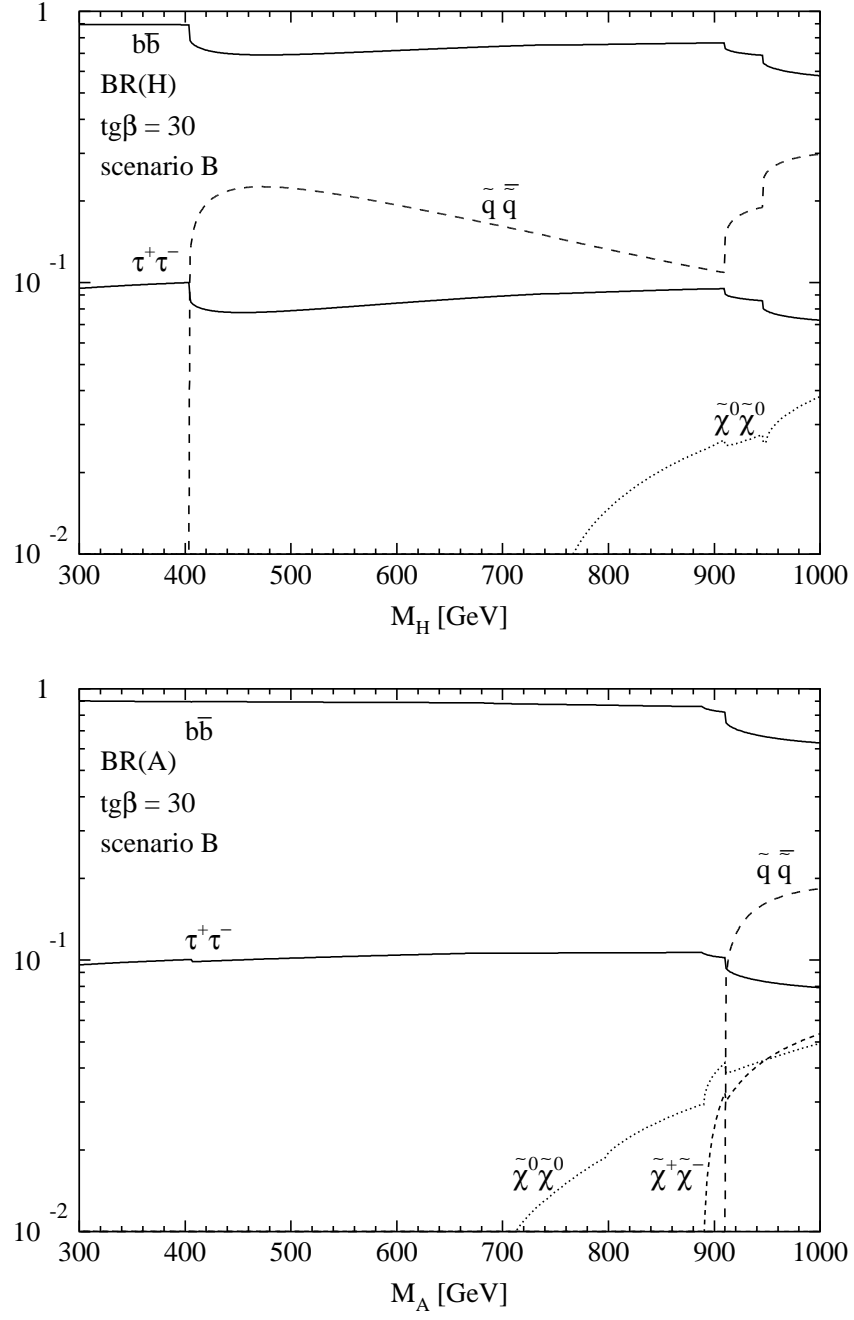 1
bb̅
BR(H)
tgβ = 30
scenario B
q̃ q̃̅
τ⁺τ⁻
10⁻¹
χ̃⁰χ̃⁰
10⁻²
300 400 500 600 700 800 900 1000
M_H [GeV]
1
bb̅
BR(A)
tgβ = 30
scenario B
q̃ q̃̅
τ⁺τ⁻
10⁻¹
χ̃⁰χ̃⁰ χ̃⁺χ̃⁻
10⁻²
300 400 500 600 700 800 900 1000
M_A [GeV]